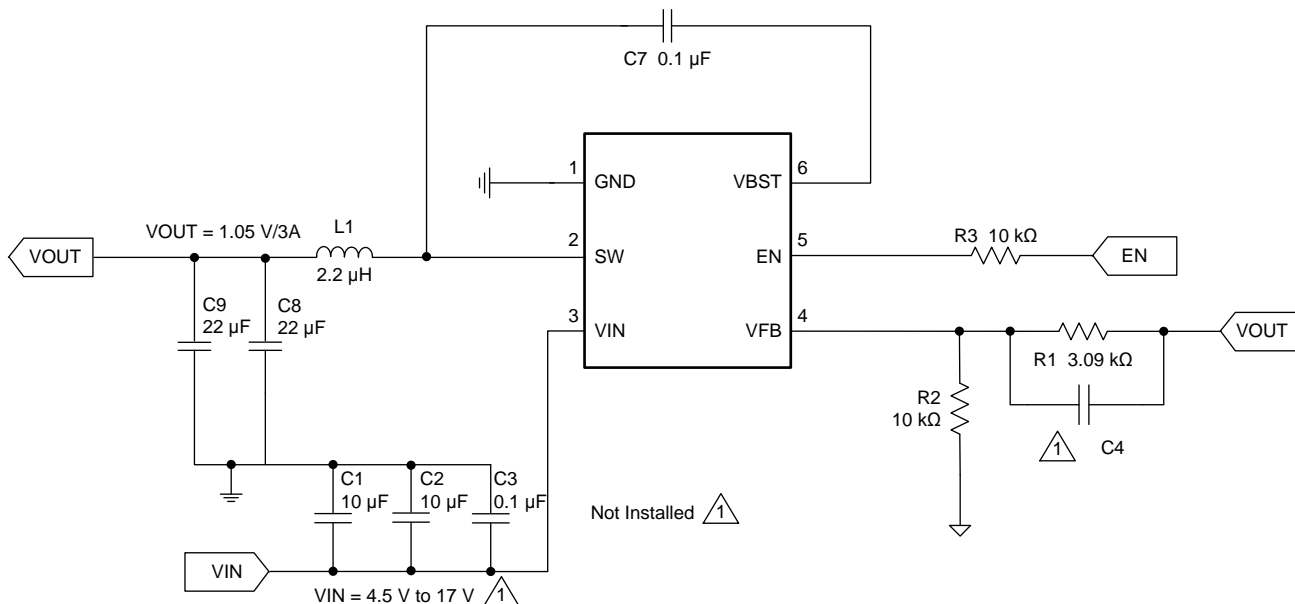 C7 0.1 µF
1
GND
VBST
6
VOUT = 1.05 V/3A
L1
VOUT
2.2 µH
2
SW
EN
5
R3 10 kΩ
EN
C9
22 µF
C8
22 µF
3
VIN
VFB
4
VOUT
R1 3.09 kΩ
R2
10 kΩ
1
C4
C1
10 µF
C2
10 µF
C3
0.1 µF
Not Installed 1
VIN
VIN = 4.5 V to 17 V 1